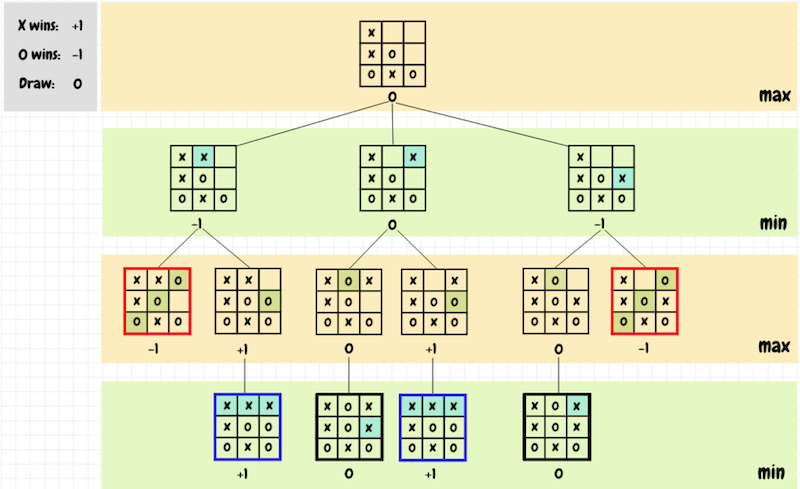 X wins: +1
O wins: -1
Draw: 0
X
X O
O X O
0
max
X X
X O
O X O
-1
X X
X O
O X O
0
X
X O X
O X O
-1
min
X X O
X O
O X O
-1
X X
X O O
O X O
+1
X O X
X O
O X O
0
X X
X O O
O X O
+1
X O
X O X
O X O
0
X O
X O X
O X O
-1
max
X X X
X O O
O X O
+1
X O X
X O X
O X O
0
X X X
X O O
O X O
+1
X O X
X O X
O X O
0
min